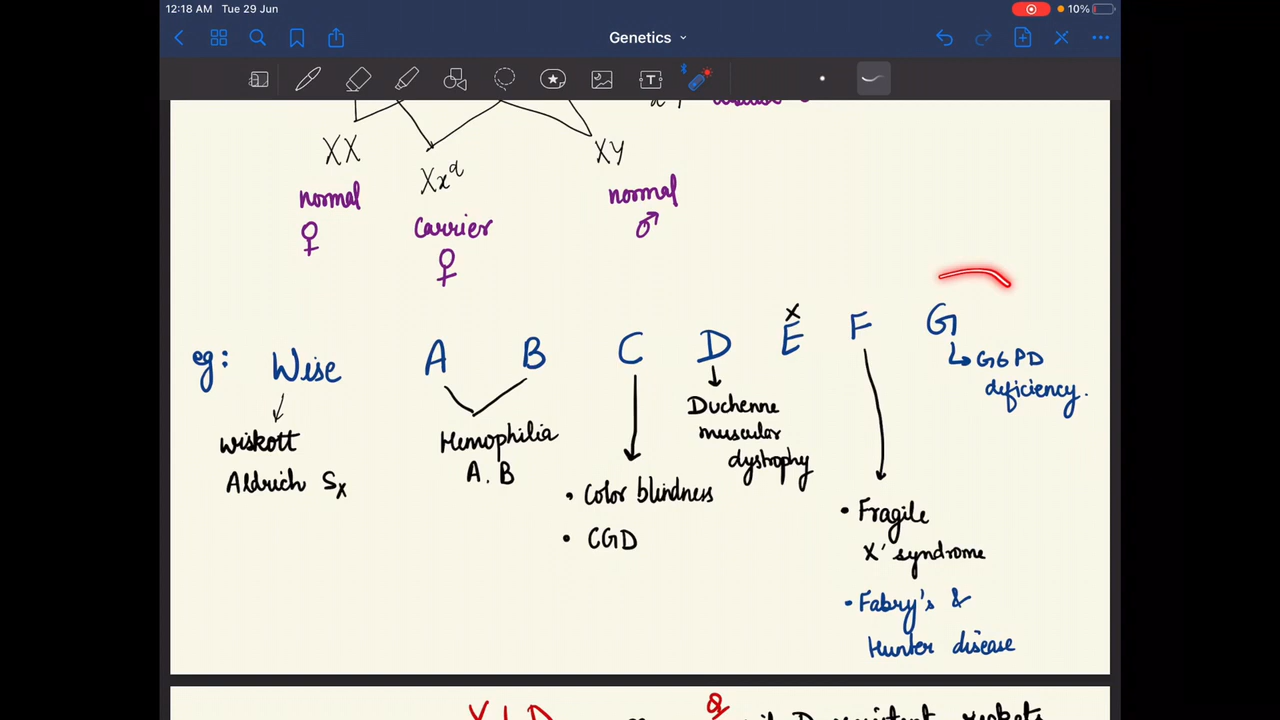 12:18 AM Tue 29 Jun
10%
Genetics
XX
Xxᵈ
XY
normal
♀
Carrier
♀
normal
♂
eg: Wise A B C D E F G
x
Wiskott
Aldrich Sx
Hemophilia
A. B
• Color blindness
• CGD
Duchenne
muscular
dystrophy
• Fragile
X' syndrome
• Fabry's &
Hunter disease
G6PD
deficiency.